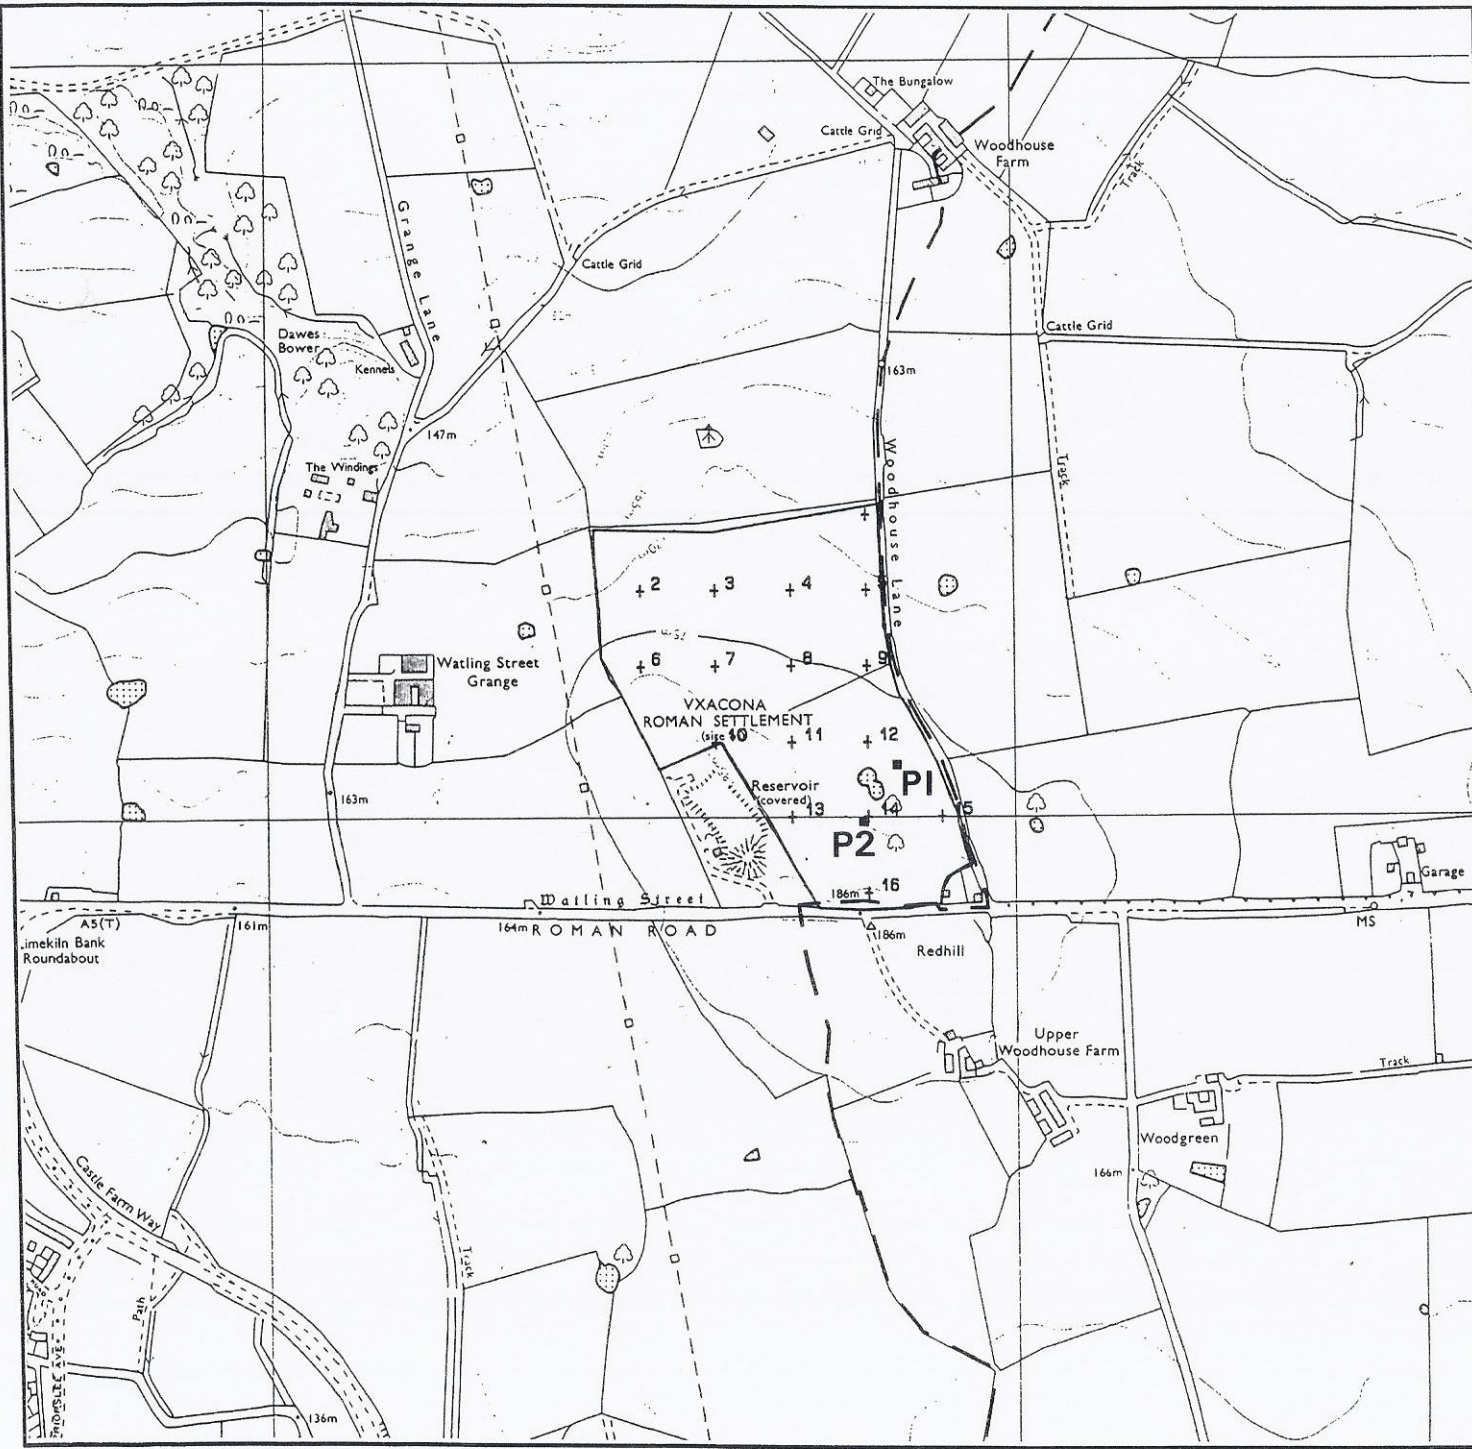 The Bungalow
Cattle Grid
Woodhouse
Farm
Track
Grange Lane
Cattle Grid
Dawes
Bower
Kennels
Cattle Grid
163m
147m
Woodhouse Lane
Track
The Windings
165m
2
3
4
175m
6
7
8
9
Watling Street
Grange
VXACONA
ROMAN SETTLEMENT
(site of)
10
11
12
P1
Reservoir
(covered)
163m
13
14
15
P2
16
186m
Garage
Watling Street
A5(T)
161m
164m
ROMAN ROAD
186m
MS
Limekiln Bank
Roundabout
Redhill
Upper
Woodhouse Farm
Track
Woodgreen
Castle Farm Way
166m
Track
Path
136m